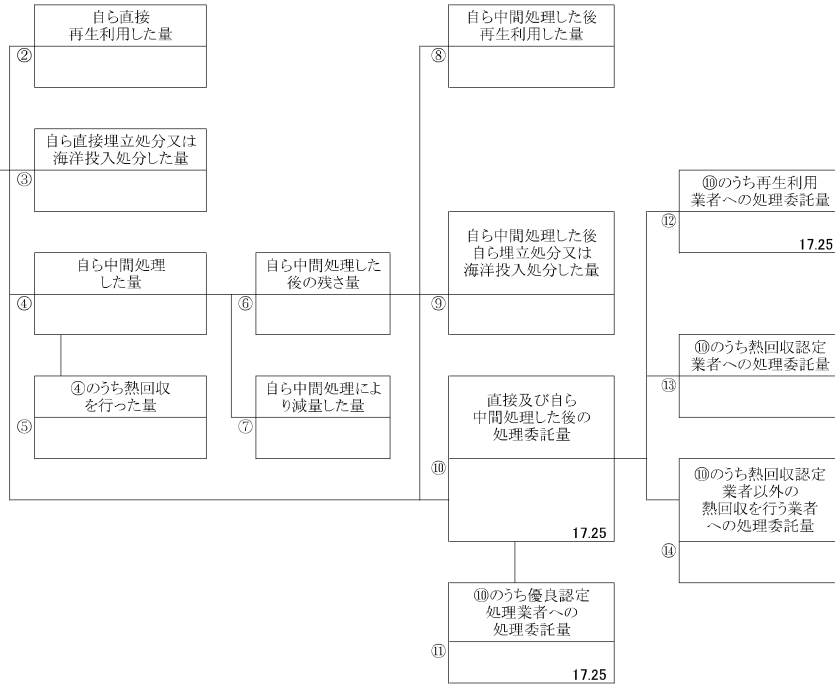 自ら直接
再生利用した量
②
自ら直接埋立処分又は
海洋投入処分した量
③
自ら中間処理
した量
④
④のうち熱回収
を行った量
⑤
自ら中間処理した
後の残さ量
⑥
自ら中間処理によ
り減量した量
⑦
自ら中間処理した後
再生利用した量
⑧
自ら中間処理した後
自ら埋立処分又は
海洋投入処分した量
⑨
直接及び自ら
中間処理した後の
処理委託量
⑩
17.25
⑩のうち優良認定
処理業者への
処理委託量
⑪
17.25
⑩のうち再生利用
業者への処理委託量
⑫
17.25
⑩のうち熱回収認定
業者への処理委託量
⑬
⑩のうち熱回収認定
業者以外の
熱回収を行う業者
への処理委託量
⑭